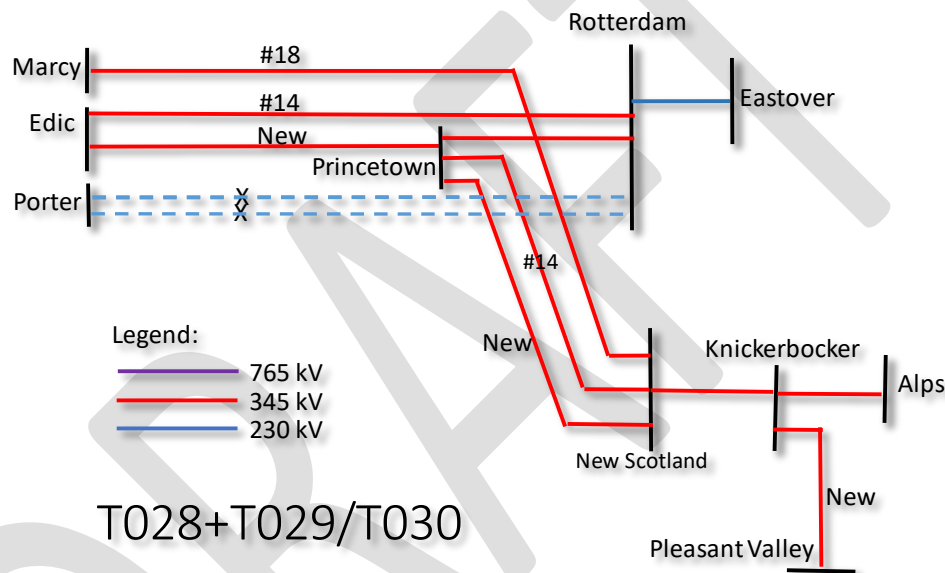 Rotterdam
Marcy
#18
Eastover
#14
Edic
New
Princetown
Porter
X
X
#14
Legend:
765 kV
345 kV
230 kV
New
Knickerbocker
Alps
New Scotland
New
T028+T029/T030
Pleasant Valley
DRAFT